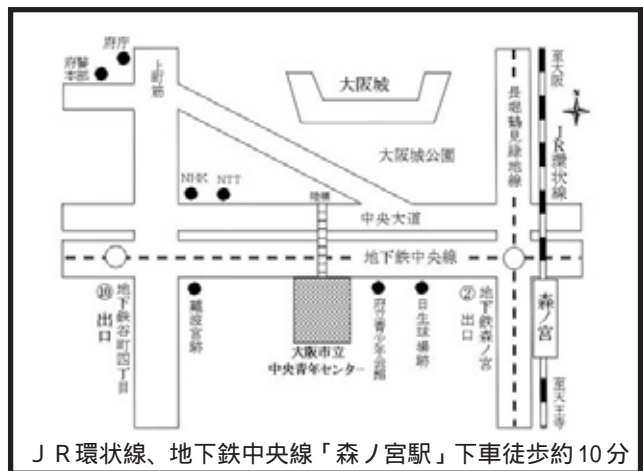 府庁
府警本部
上町筋
大阪城
大阪城公園
長堀鶴見緑地線
至大阪
JR環状線
NHK
NTT
陸橋
中央大道
地下鉄中央線
⑩出口
地下鉄谷町四丁目
難波宮跡
大阪市立
中央青年センター
府立青少年会館
日生球場跡
②出口
地下鉄森ノ宮
森ノ宮
至天王寺
JR環状線、地下鉄中央線「森ノ宮駅」下車徒歩約10分